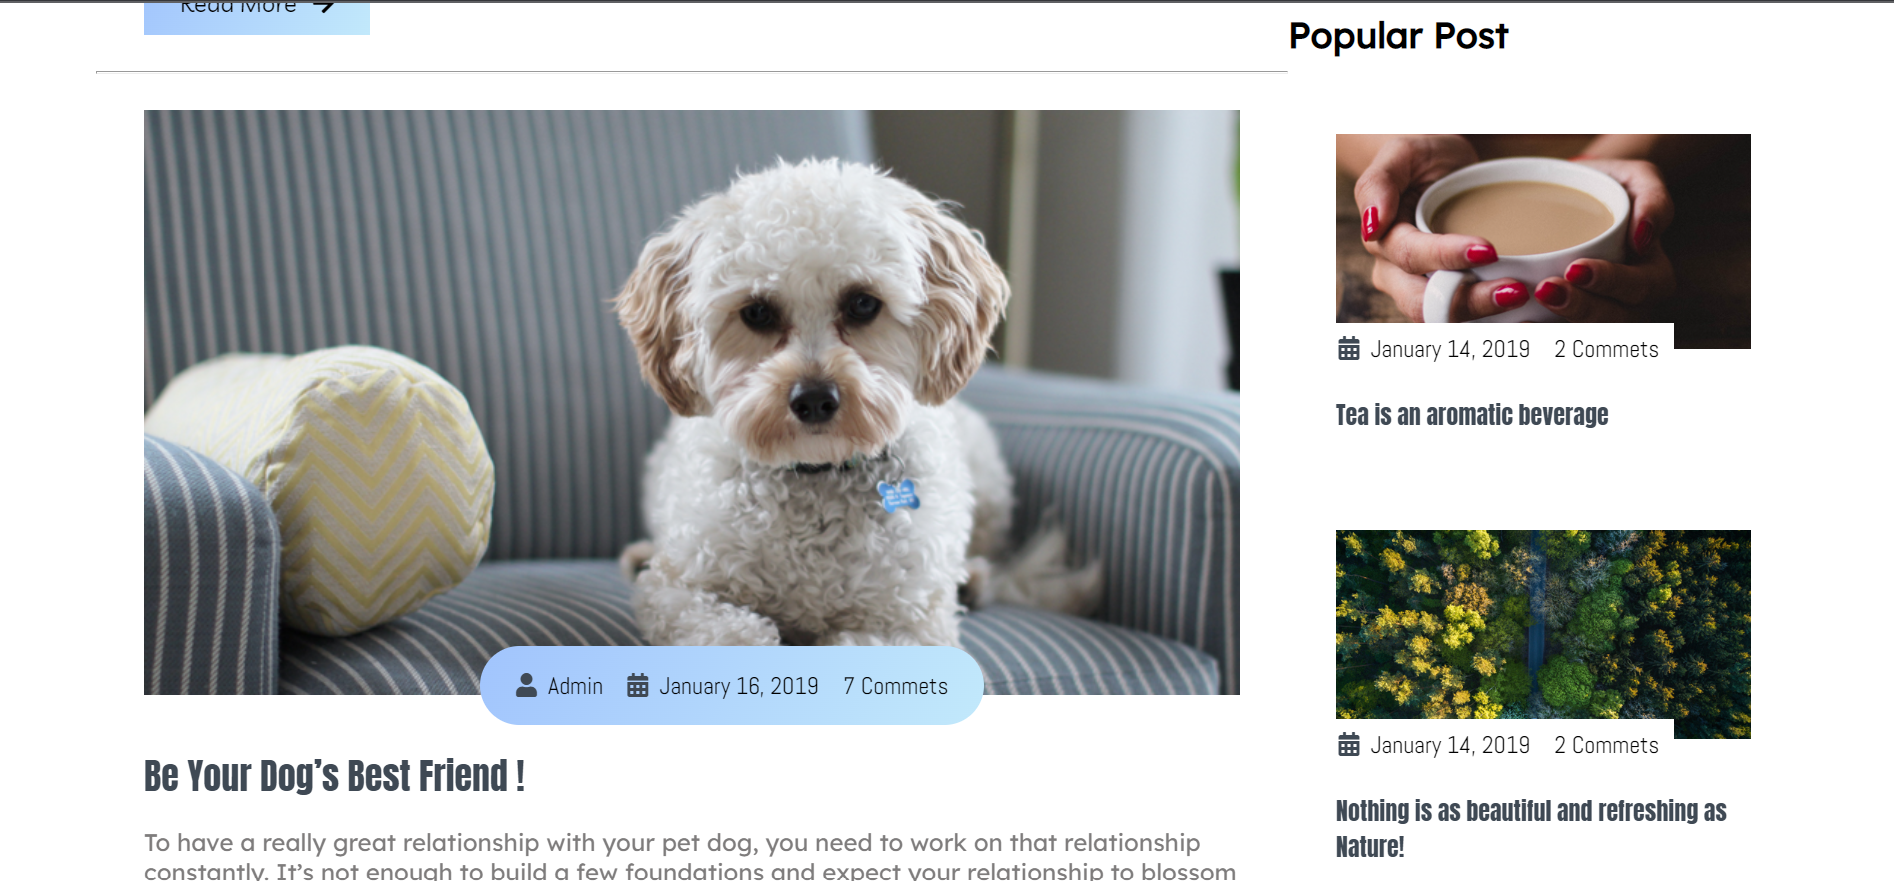 Read More
Admin January 16, 2019 7 Commets
Be Your Dog’s Best Friend !
To have a really great relationship with your pet dog, you need to work on that relationship
constantly. It’s not enough to build a few foundations and expect your relationship to blossom
Popular Post
January 14, 2019 2 Commets
Tea is an aromatic beverage
January 14, 2019 2 Commets
Nothing is as beautiful and refreshing as
Nature!